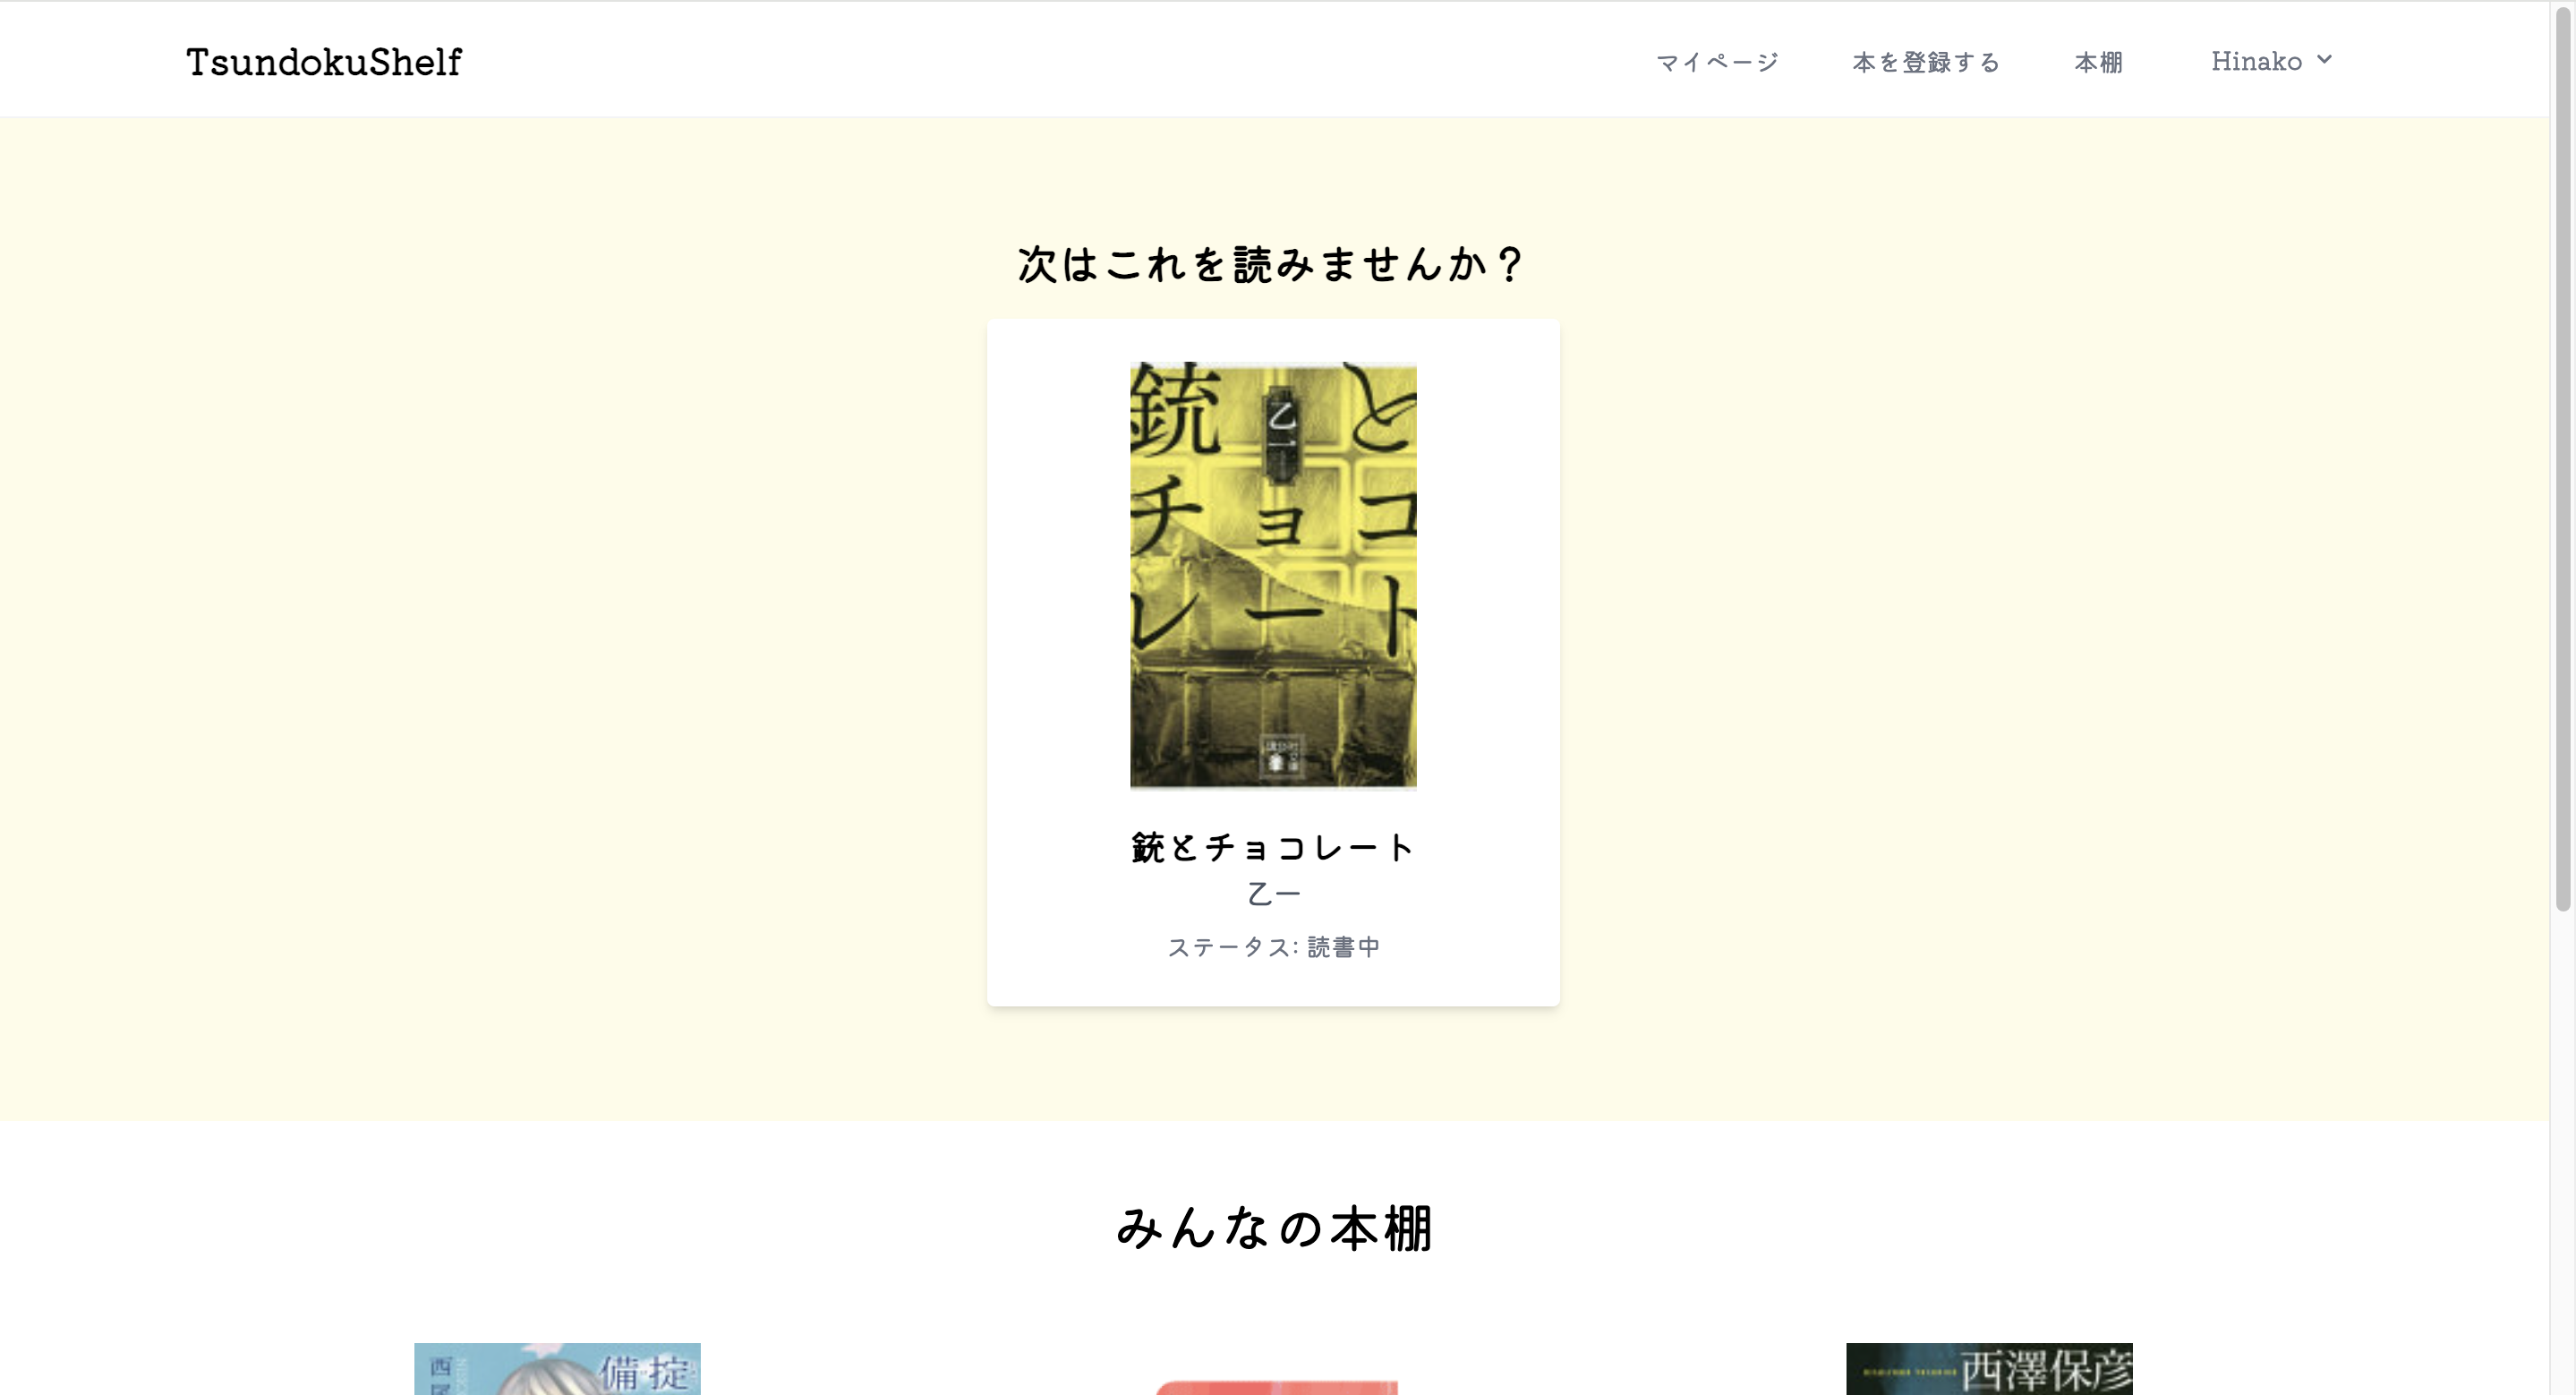 TsundokuShelf
マイページ
本を登録する
本棚
Hinako
次はこれを読みませんか？
銃と
乙一
チョコ
レート
銃とチョコレート
乙一
ステータス: 読書中
みんなの本棚
西尾
備忘
西澤保彦